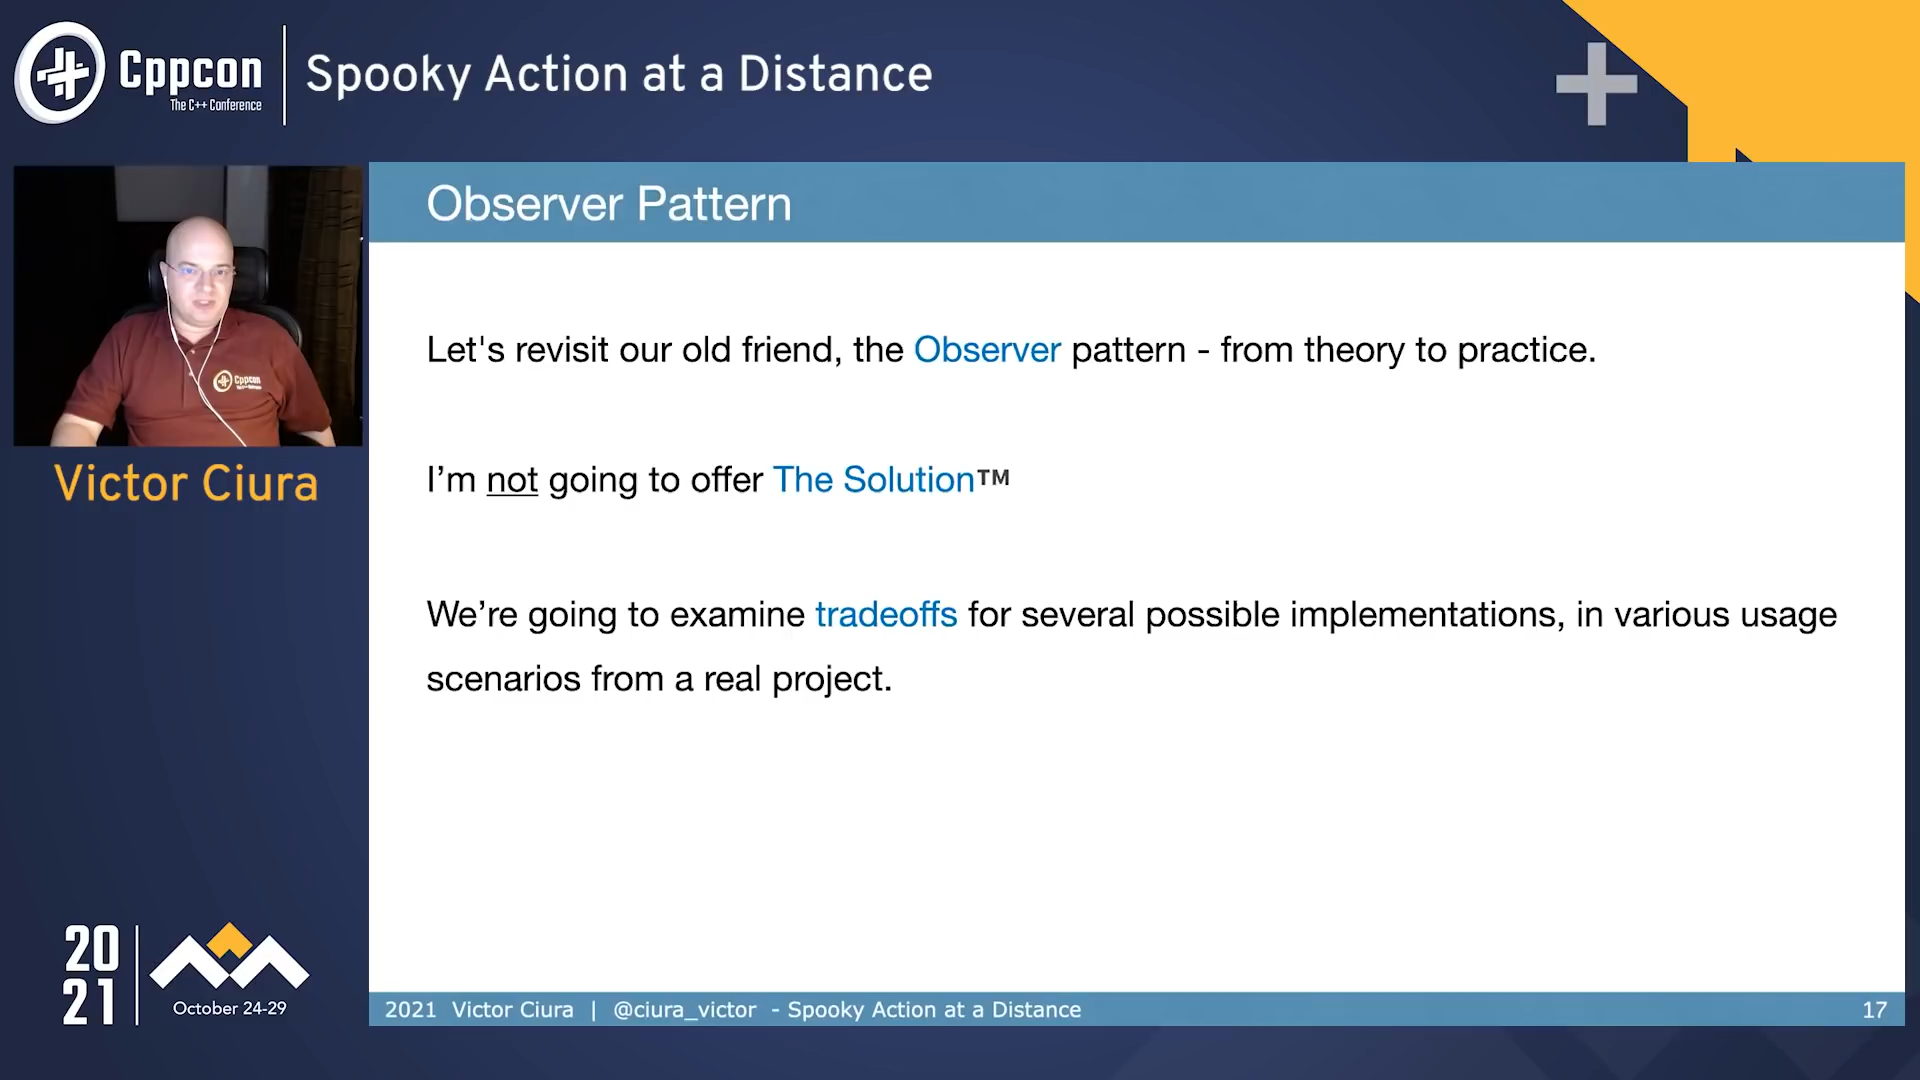 Cppcon
The C++ Conference
Spooky Action at a Distance
Cppcon
Victor Ciura
Observer Pattern
Let's revisit our old friend, the Observer pattern - from theory to practice.
I’m not going to offer The Solution™
We’re going to examine tradeoffs for several possible implementations, in various usage
scenarios from a real project.
20
21
October 24-29
2021 Victor Ciura | @ciura_victor - Spooky Action at a Distance
17